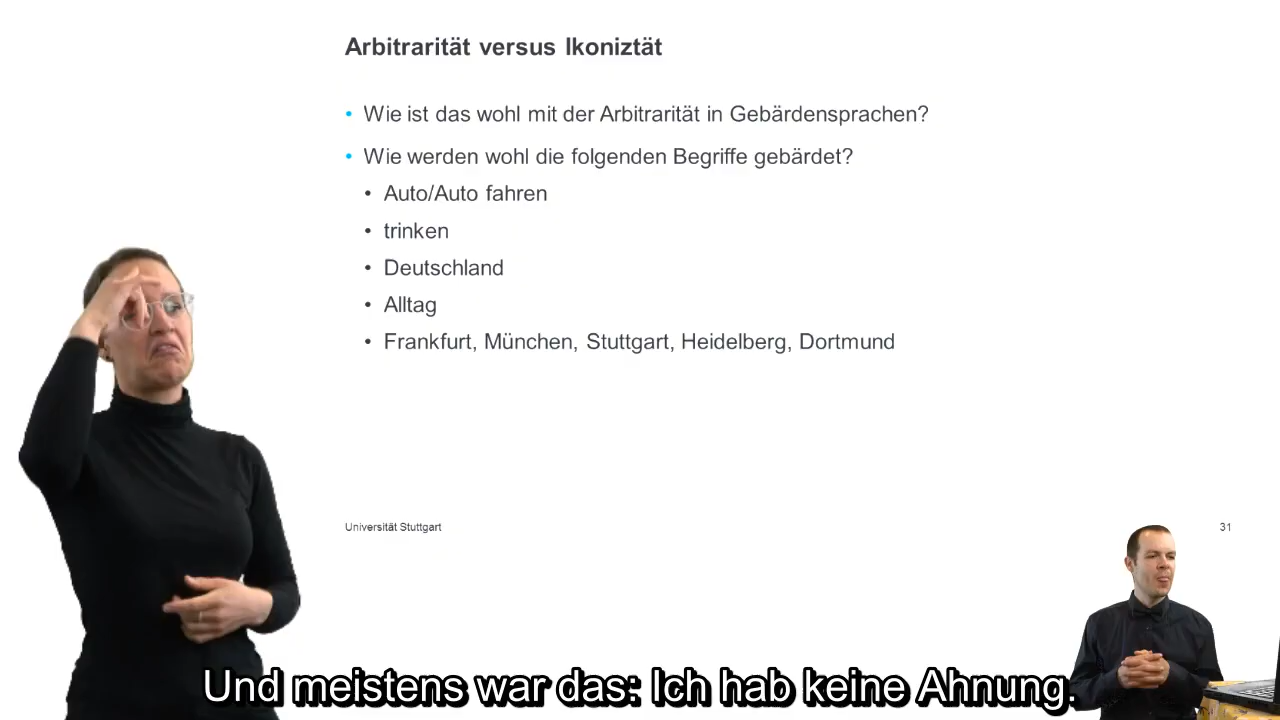 Arbitrarität versus Ikoniztät
• Wie ist das wohl mit der Arbitrarität in Gebärdensprachen?
• Wie werden wohl die folgenden Begriffe gebärdet?
• Auto/Auto fahren
• trinken
• Deutschland
• Alltag
• Frankfurt, München, Stuttgart, Heidelberg, Dortmund
Universität Stuttgart
31
Und meistens war das: Ich hab keine Ahnung.